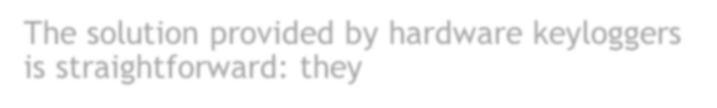 The solution provided by hardware keyloggers
is straightforward: they